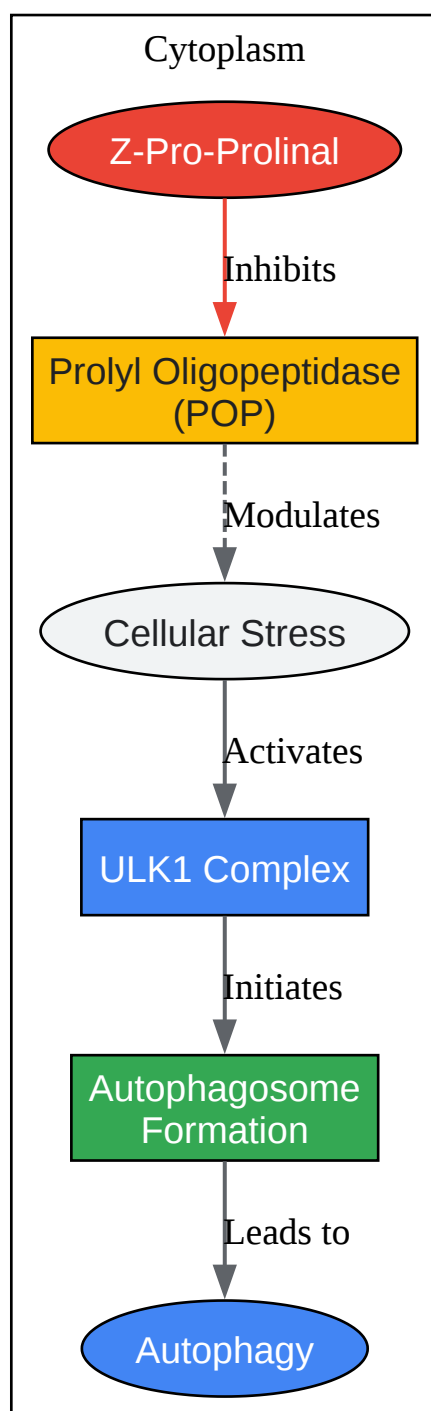 Cytoplasm
Z-Pro-Prolinal
Inhibits
Prolyl Oligopeptidase
(POP)
Modulates
Cellular Stress
Activates
ULK1 Complex
Initiates
Autophagosome
Formation
Leads to
Autophagy